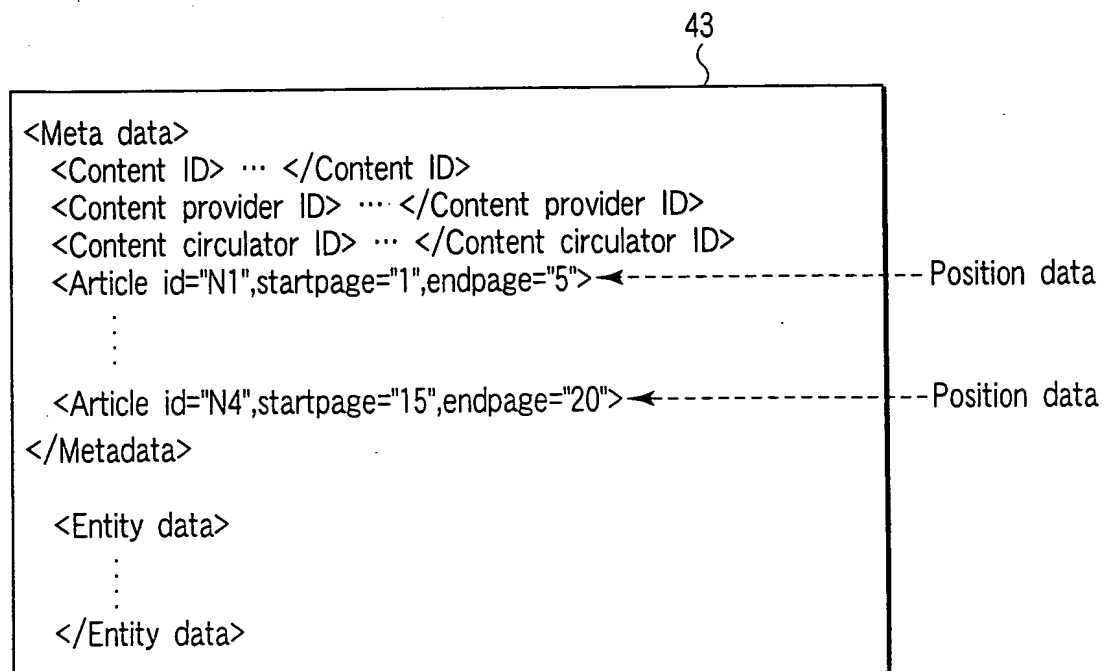 43
<Meta data>
<Content ID> ··· </Content ID>
<Content provider ID> ··· </Content provider ID>
<Content circulator ID> ··· </Content circulator ID>
<Article id="N1",startpage="1",endpage="5"> Position data
<Article id="N4",startpage="15",endpage="20"> Position data
</Metadata>
<Entity data>
</Entity data>